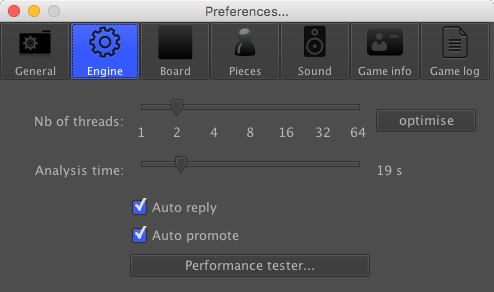 Preferences...
General Engine Board Pieces Sound Game info Game log
Nb of threads: optimise
1 2 4 8 16 32 64
Analysis time: 19 s
Auto reply
Auto promote
Performance tester...